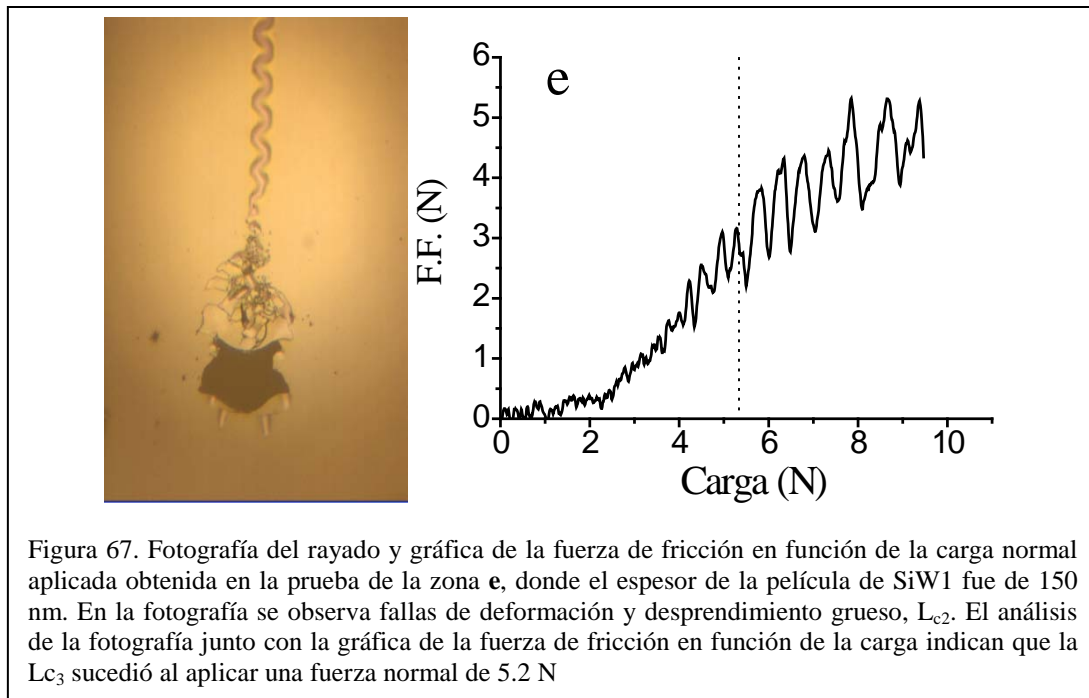 e
F.F. (N)
6
5
4
3
2
1
0
0 2 4 6 8 10
Carga (N)
Figura 67. Fotografía del rayado y gráfica de la fuerza de fricción en función de la carga normal
aplicada obtenida en la prueba de la zona e, donde el espesor de la película de SiW1 fue de 150
nm. En la fotografía se observa fallas de deformación y desprendimiento grueso, Lc2. El análisis
de la fotografía junto con la gráfica de la fuerza de fricción en función de la carga indican que la
Lc3 sucedió al aplicar una fuerza normal de 5.2 N